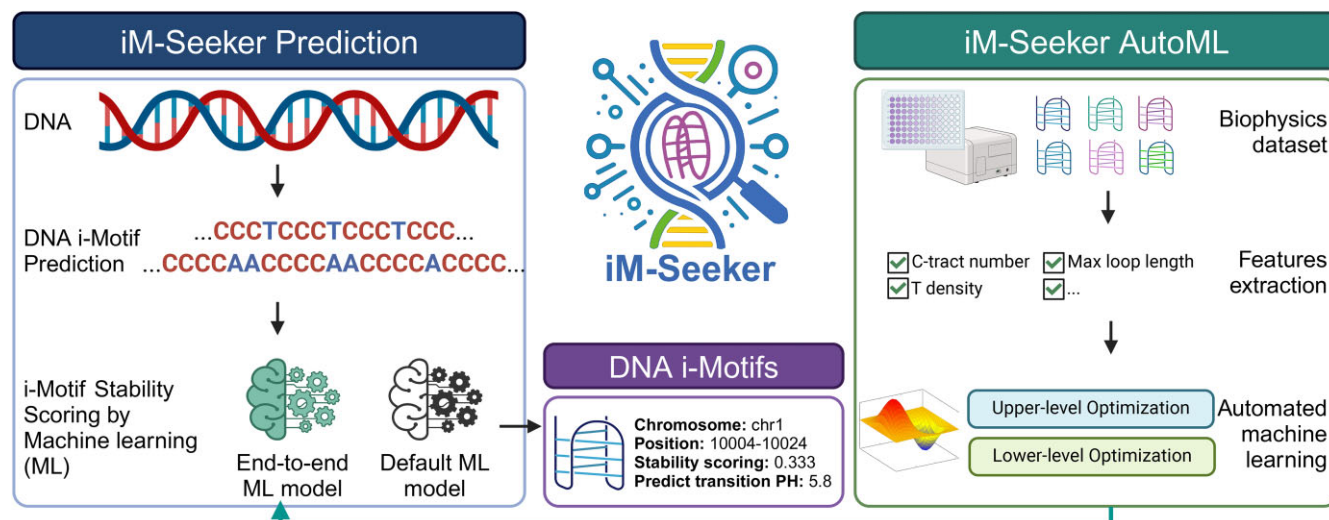 iM-Seeker Prediction
DNA
DNA i-Motif
Prediction
...CCCTCCCTCCCTCCC...
...CCCCAACCCCAACCCCACCCC...
i-Motif Stability
Scoring by
Machine learning
(ML)
End-to-end
ML model
Default ML
model
iM-Seeker
DNA i-Motifs
Chromosome: chr1
Position: 10004-10024
Stability scoring: 0.333
Predict transition PH: 5.8
iM-Seeker AutoML
Biophysics
dataset
C-tract number
Max loop length
T density
...
Features
extraction
Upper-level Optimization
Lower-level Optimization
Automated
machine
learning